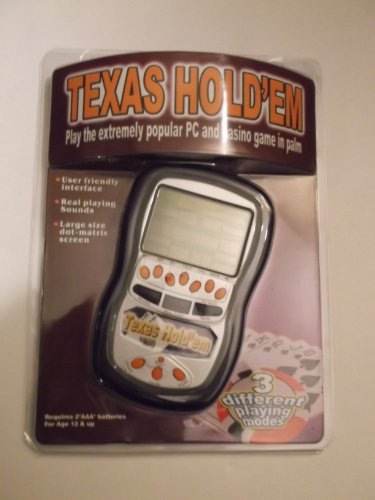 TEXAS HOLD'EM
Play the extremely popular PC and casino game in palm
• User friendly
interface
• Real playing
Sounds
• Large size
dot-matrix
screen
Texas Hold'em
3
different
playing
modes
Requires 2"AAA" batteries
For Age 12 & up